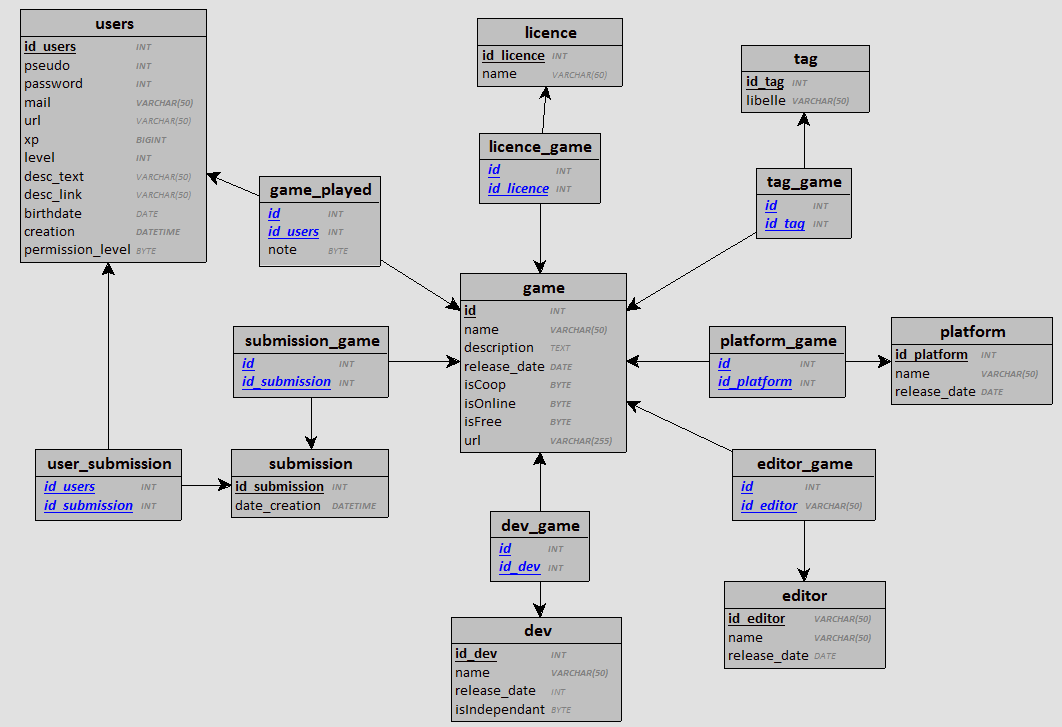 users
id_users INT
pseudo INT
password INT
mail VARCHAR(50)
url VARCHAR(50)
xp BIGINT
level INT
desc_text VARCHAR(50)
desc_link VARCHAR(50)
birthdate DATE
creation DATETIME
permission_level BYTE
licence
id_licence INT
name VARCHAR(60)
tag
id_tag INT
libelle VARCHAR(50)
licence_game
id INT
id_licence INT
game_played
id INT
id_users INT
note BYTE
tag_game
id INT
id_tag INT
game
id INT
name VARCHAR(50)
description TEXT
release_date DATE
isCoop BYTE
isOnline BYTE
isFree BYTE
url VARCHAR(255)
submission_game
id INT
id_submission INT
platform_game
id INT
id_platform INT
platform
id_platform INT
name VARCHAR(50)
release_date DATE
user_submission
id_users INT
id_submission INT
submission
id_submission INT
date_creation DATETIME
editor_game
id INT
id_editor VARCHAR(50)
dev_game
id INT
id_dev INT
editor
id_editor VARCHAR(50)
name VARCHAR(50)
release_date DATE
dev
id_dev INT
name VARCHAR(50)
release_date INT
isIndependant BYTE